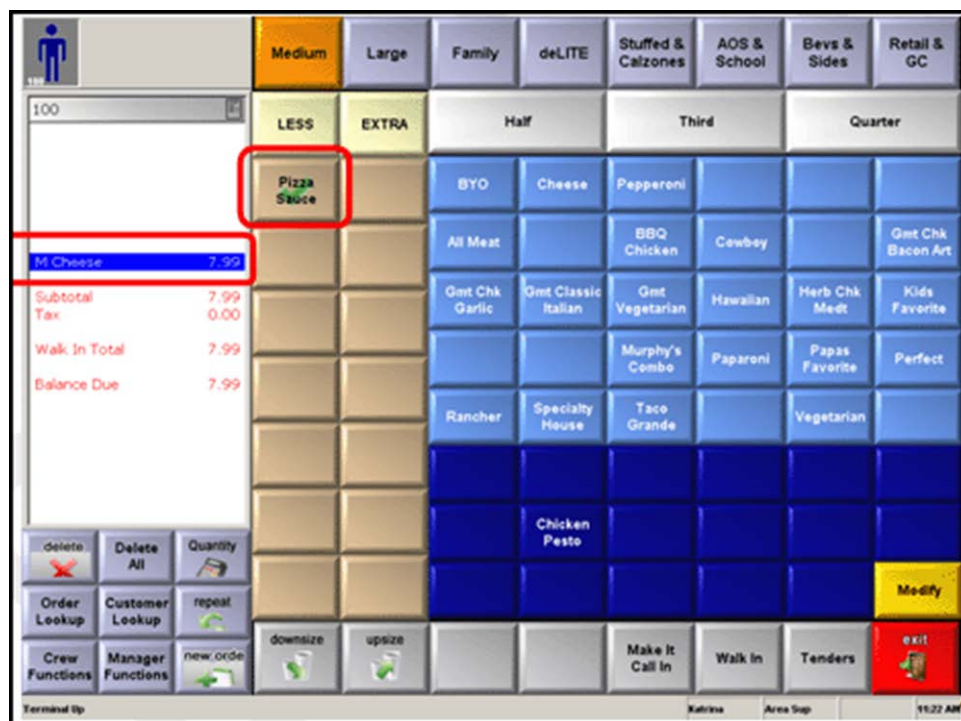 100
Medium
Large
Family
deLITE
Stuffed &
Calzones
AOS &
School
Bevs &
Sides
Retail &
GC
100
LESS
EXTRA
Half
Third
Quarter
Pizza
Sauce
BYO
Cheese
Pepperoni
All Meat
BBQ
Chicken
Cowboy
Gmt Chk
Bacon Art
M Cheese 7.99
Subtotal 7.99
Tax 0.00
Walk In Total 7.99
Balance Due 7.99
Gmt Chk
Garlic
Gmt Classic
Italian
Gmt
Vegetarian
Hawaiian
Herb Chk
Medt
Kids
Favorite
Murphy's
Combo
Paparoni
Papas
Favorite
Perfect
Rancher
Specialty
House
Taco
Grande
Vegetarian
Chicken
Pesto
delete
Delete
All
Quantity
Modify
Order
Lookup
Customer
Lookup
repeat
Crew
Functions
Manager
Functions
new orde
downsize
upsize
Make It
Call In
Walk In
Tenders
exit
Terminal Up
Katrina
Area Sup
11:22 AM